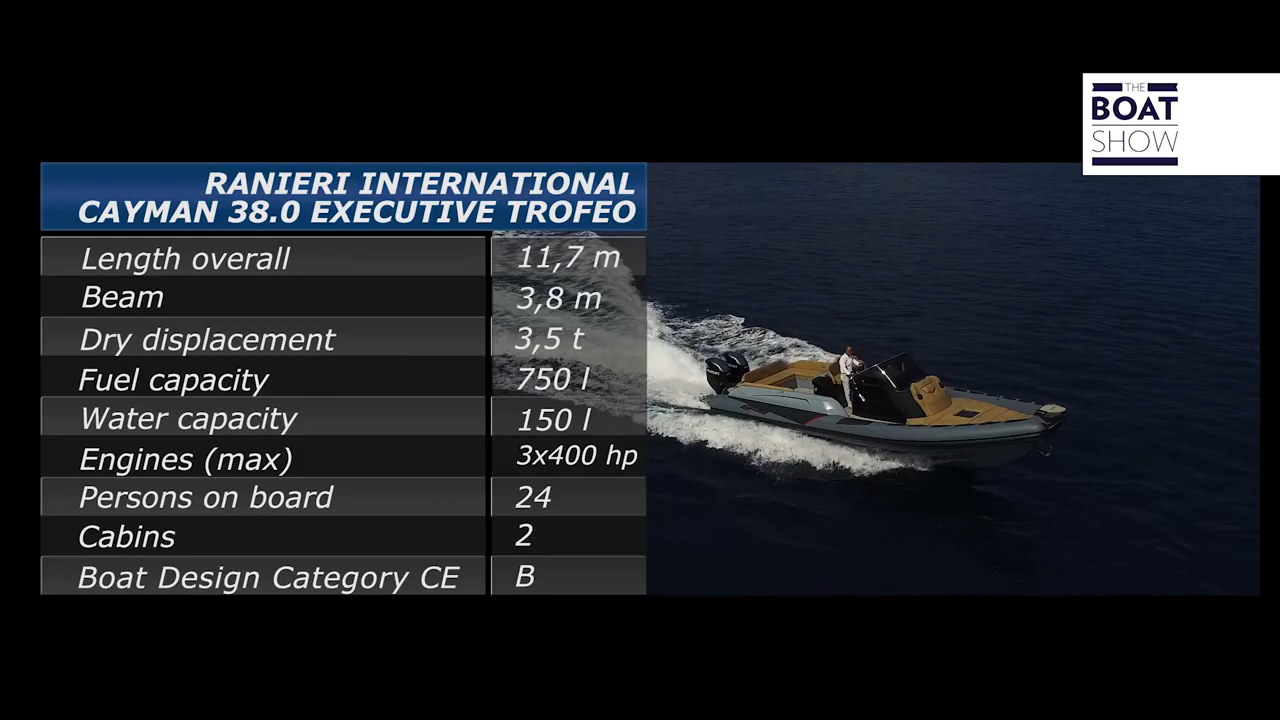 THE
BOAT
SHOW
RANIERI INTERNATIONAL
CAYMAN 38.0 EXECUTIVE TROFEO
Length overall 11,7 m
Beam 3,8 m
Dry displacement 3,5 t
Fuel capacity 750 l
Water capacity 150 l
Engines (max) 3x400 hp
Persons on board 24
Cabins 2
Boat Design Category CE B